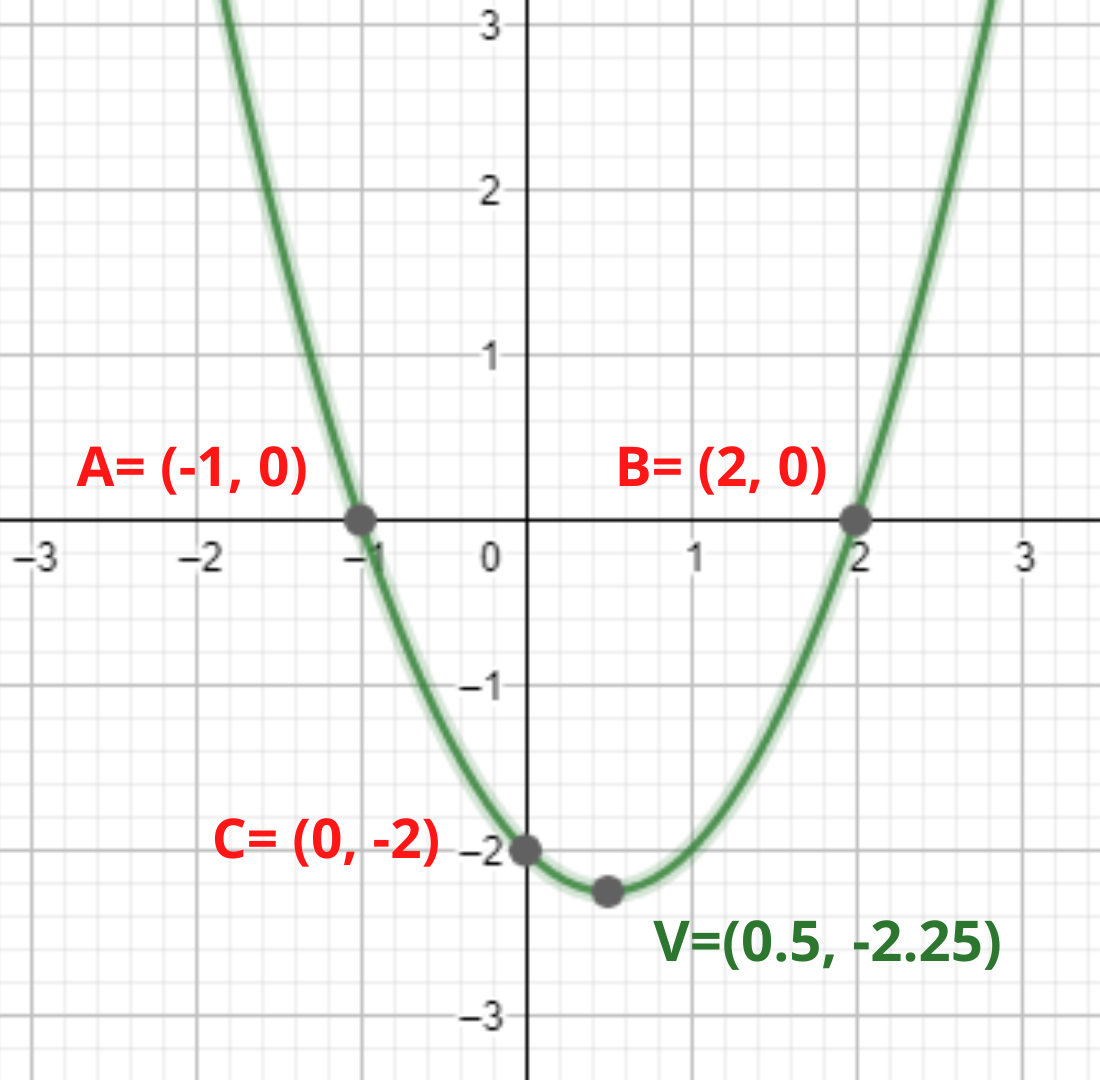 3
2
1
A= (-1, 0)
B= (2, 0)
−3 −2 −1 0 1 2 3
−1
C= (0, -2)
−2
V=(0.5, -2.25)
−3